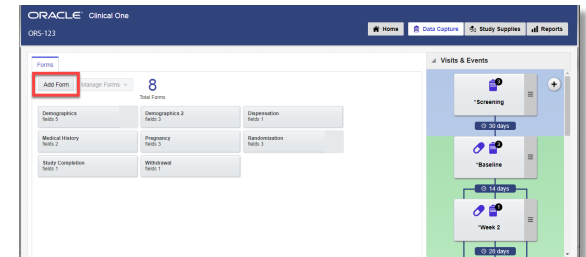 ORACLE Clinical One
ORS-123
Home
Data Capture
Study Supplies
Reports
Forms
Add Form
Manage Forms
8
Total Forms
Demographics
fields 5
Demographics 2
fields 3
Dispensation
fields 1
Medical History
fields 2
Pregnancy
fields 3
Randomization
fields 3
Study Completion
fields 1
Withdrawal
fields 1
Visits & Events
3
*Screening
30 days
3
*Baseline
14 days
1
*Week 2
28 days